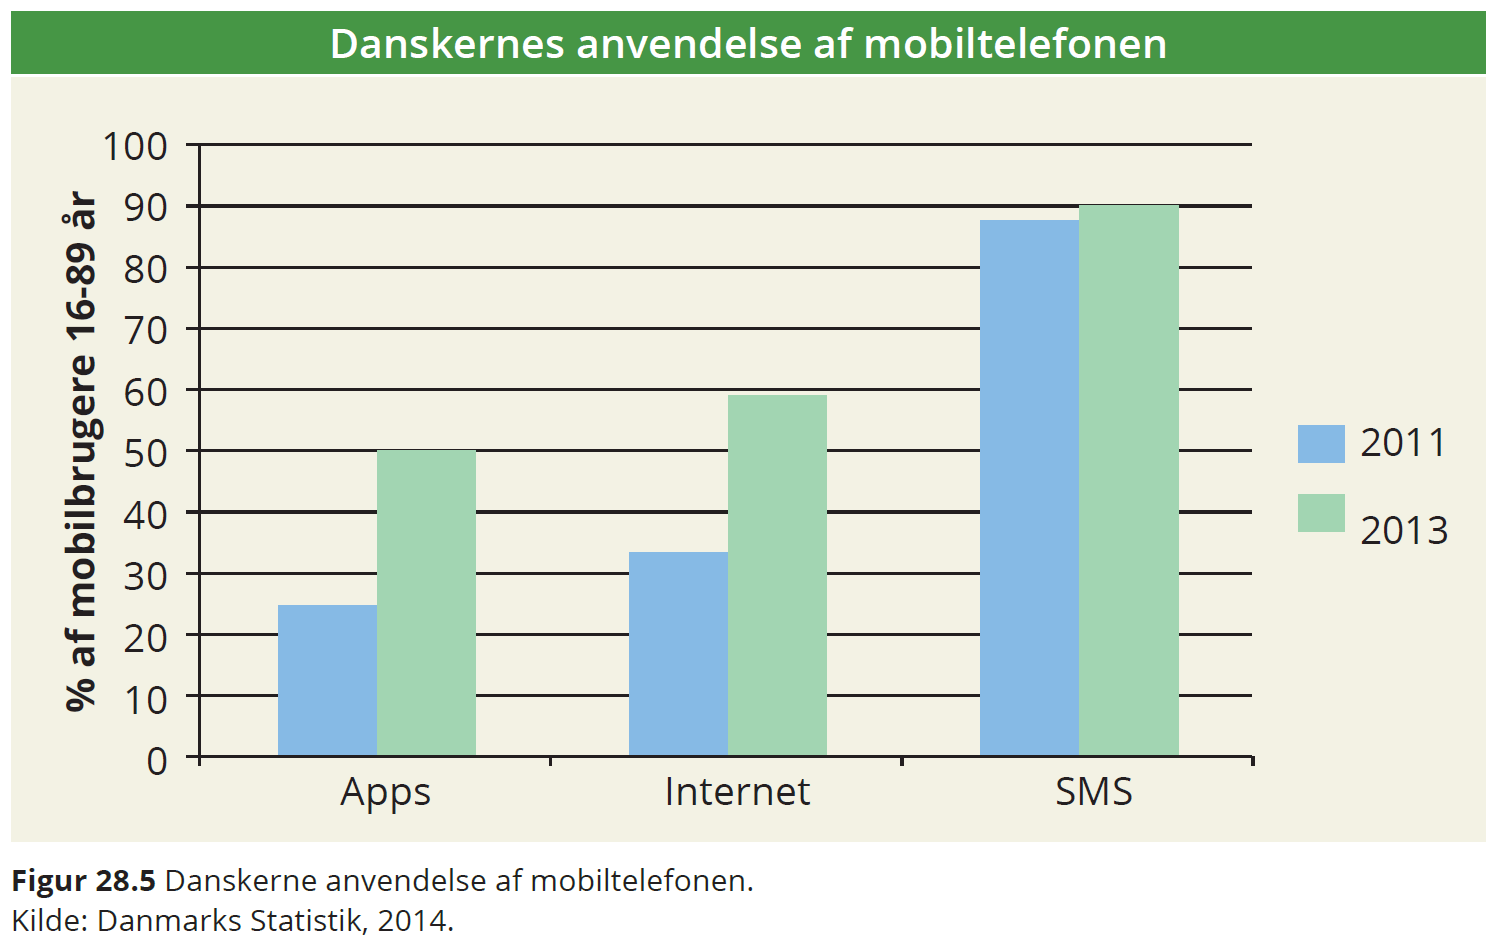 Danskernes anvendelse af mobiltelefonen
% af mobilbrugere 16-89 år
100
90
80
70
60
50
40
30
20
10
0
Apps
Internet
SMS
2011
2013
Figur 28.5 Danskerne anvendelse af mobiltelefonen.
Kilde: Danmarks Statistik, 2014.